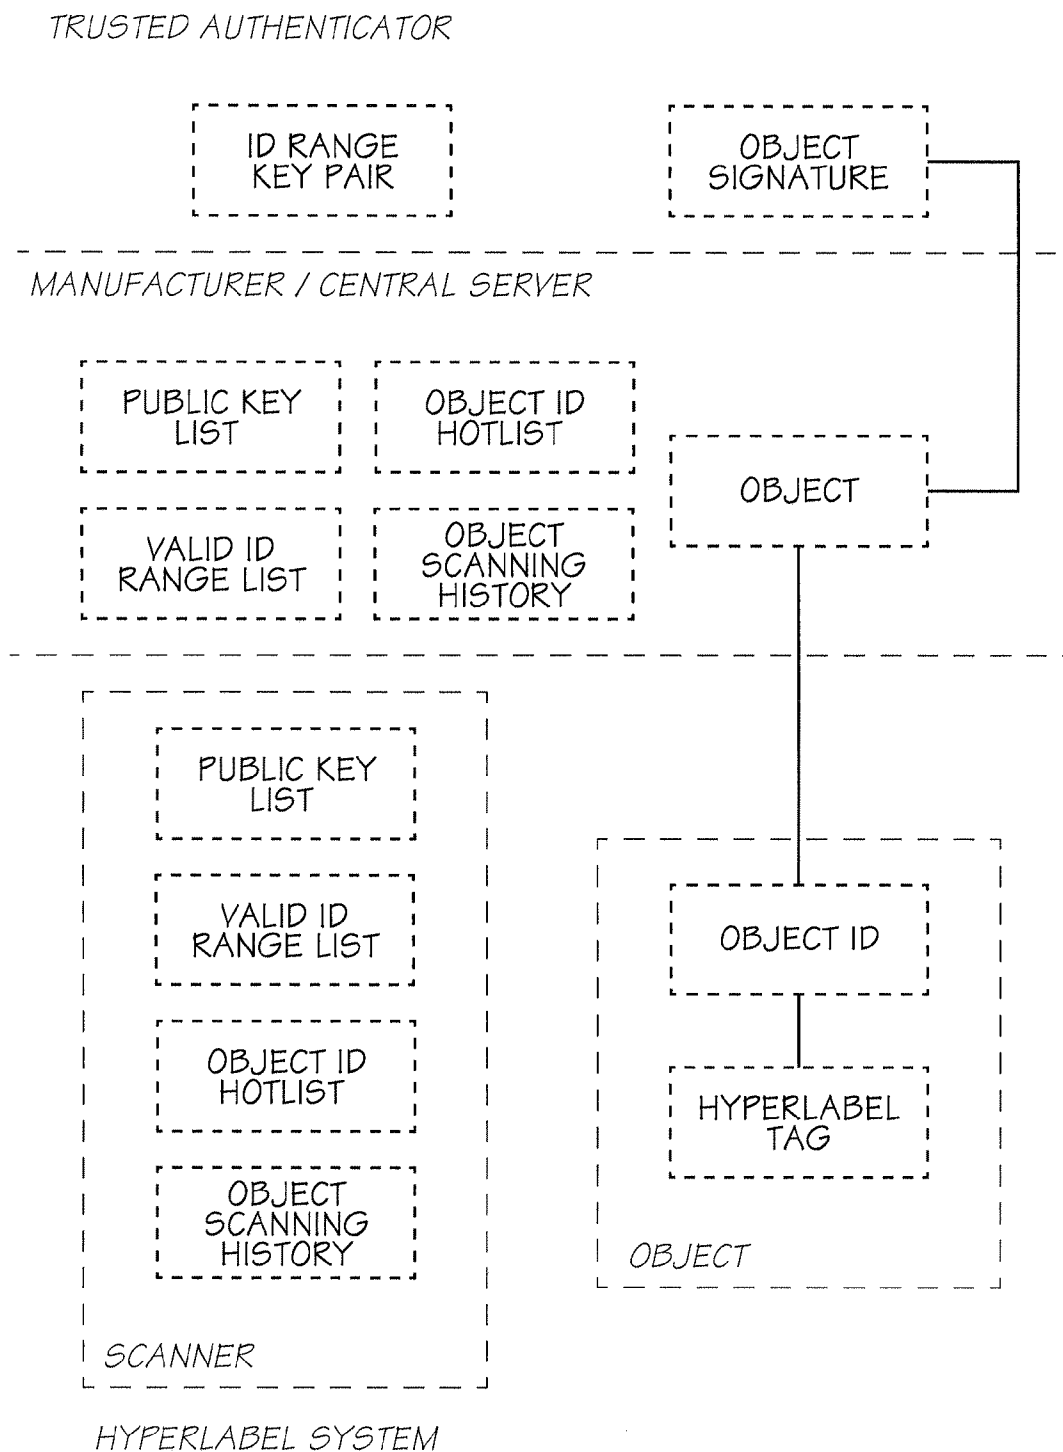 TRUSTED AUTHENTICATOR
ID RANGE
KEY PAIR
OBJECT
SIGNATURE
MANUFACTURER / CENTRAL SERVER
PUBLIC KEY
LIST
OBJECT ID
HOTLIST
OBJECT
VALID ID
RANGE LIST
OBJECT
SCANNING
HISTORY
PUBLIC KEY
LIST
VALID ID
RANGE LIST
OBJECT ID
HOTLIST
OBJECT
SCANNING
HISTORY
SCANNER
OBJECT ID
HYPERLABEL
TAG
OBJECT
HYPERLABEL SYSTEM